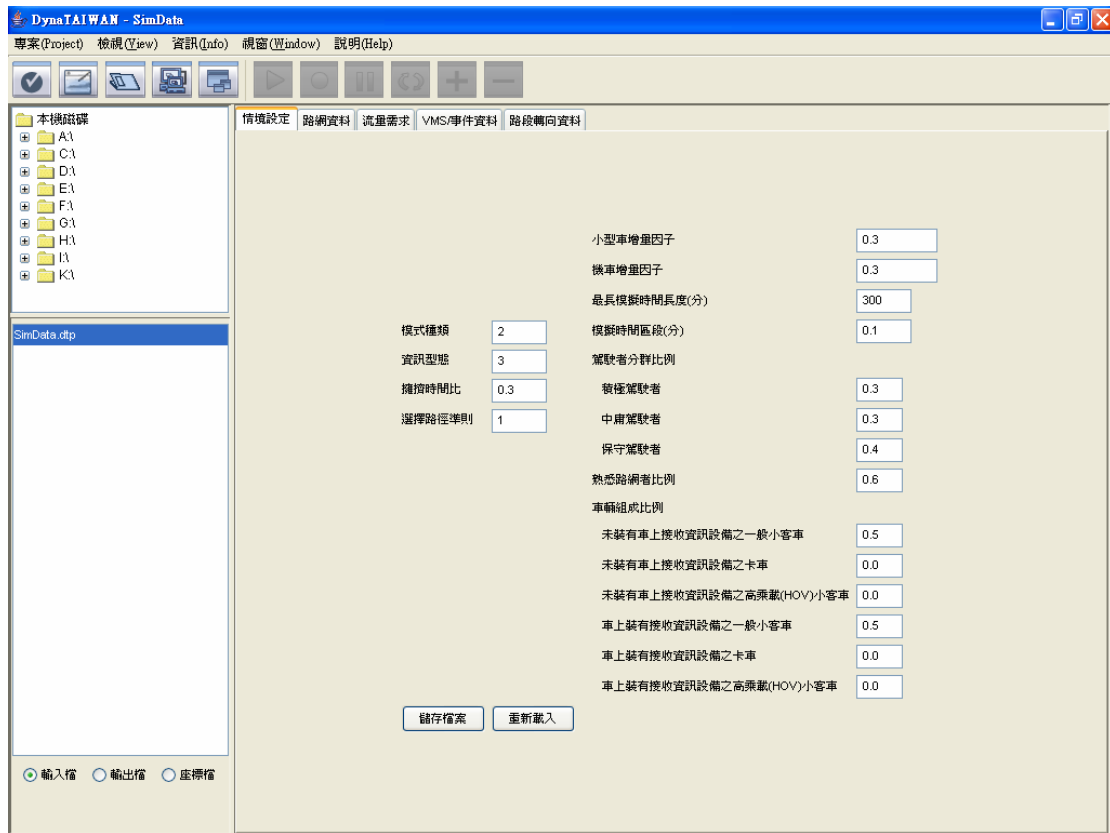 DynaTAIWAN - SimData
專案(Project) 檢視(View) 資訊(Info) 視窗(Window) 說明(Help)
本機磁碟
A:\
C:\
D:\
E:\
F:\
G:\
H:\
I:\
K:\
SimData.dtp
輸入檔 輸出檔 座標檔
情境設定 路網資料 流量需求 VMS/事件資料 路段轉向資料
模式種類 2
資訊型態 3
擁擠時間比 0.3
選擇路徑準則 1
小型車增量因子 0.3
機車增量因子 0.3
最長模擬時間長度(分) 300
模擬時間區段(分) 0.1
駕駛者分群比例
積極駕駛者 0.3
中庸駕駛者 0.3
保守駕駛者 0.4
熟悉路網者比例 0.6
車輛組成比例
未裝有車上接收資訊設備之一般小客車 0.5
未裝有車上接收資訊設備之卡車 0.0
未裝有車上接收資訊設備之高乘載(HOV)小客車 0.0
車上裝有接收資訊設備之一般小客車 0.5
車上裝有接收資訊設備之卡車 0.0
車上裝有接收資訊設備之高乘載(HOV)小客車 0.0
儲存檔案 重新載入